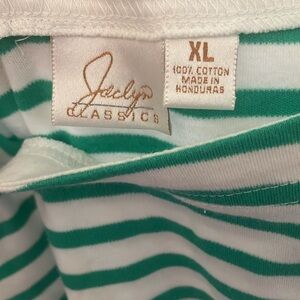 Jaclyn
CLASSICS
XL
100% COTTON
MADE IN
HONDURAS